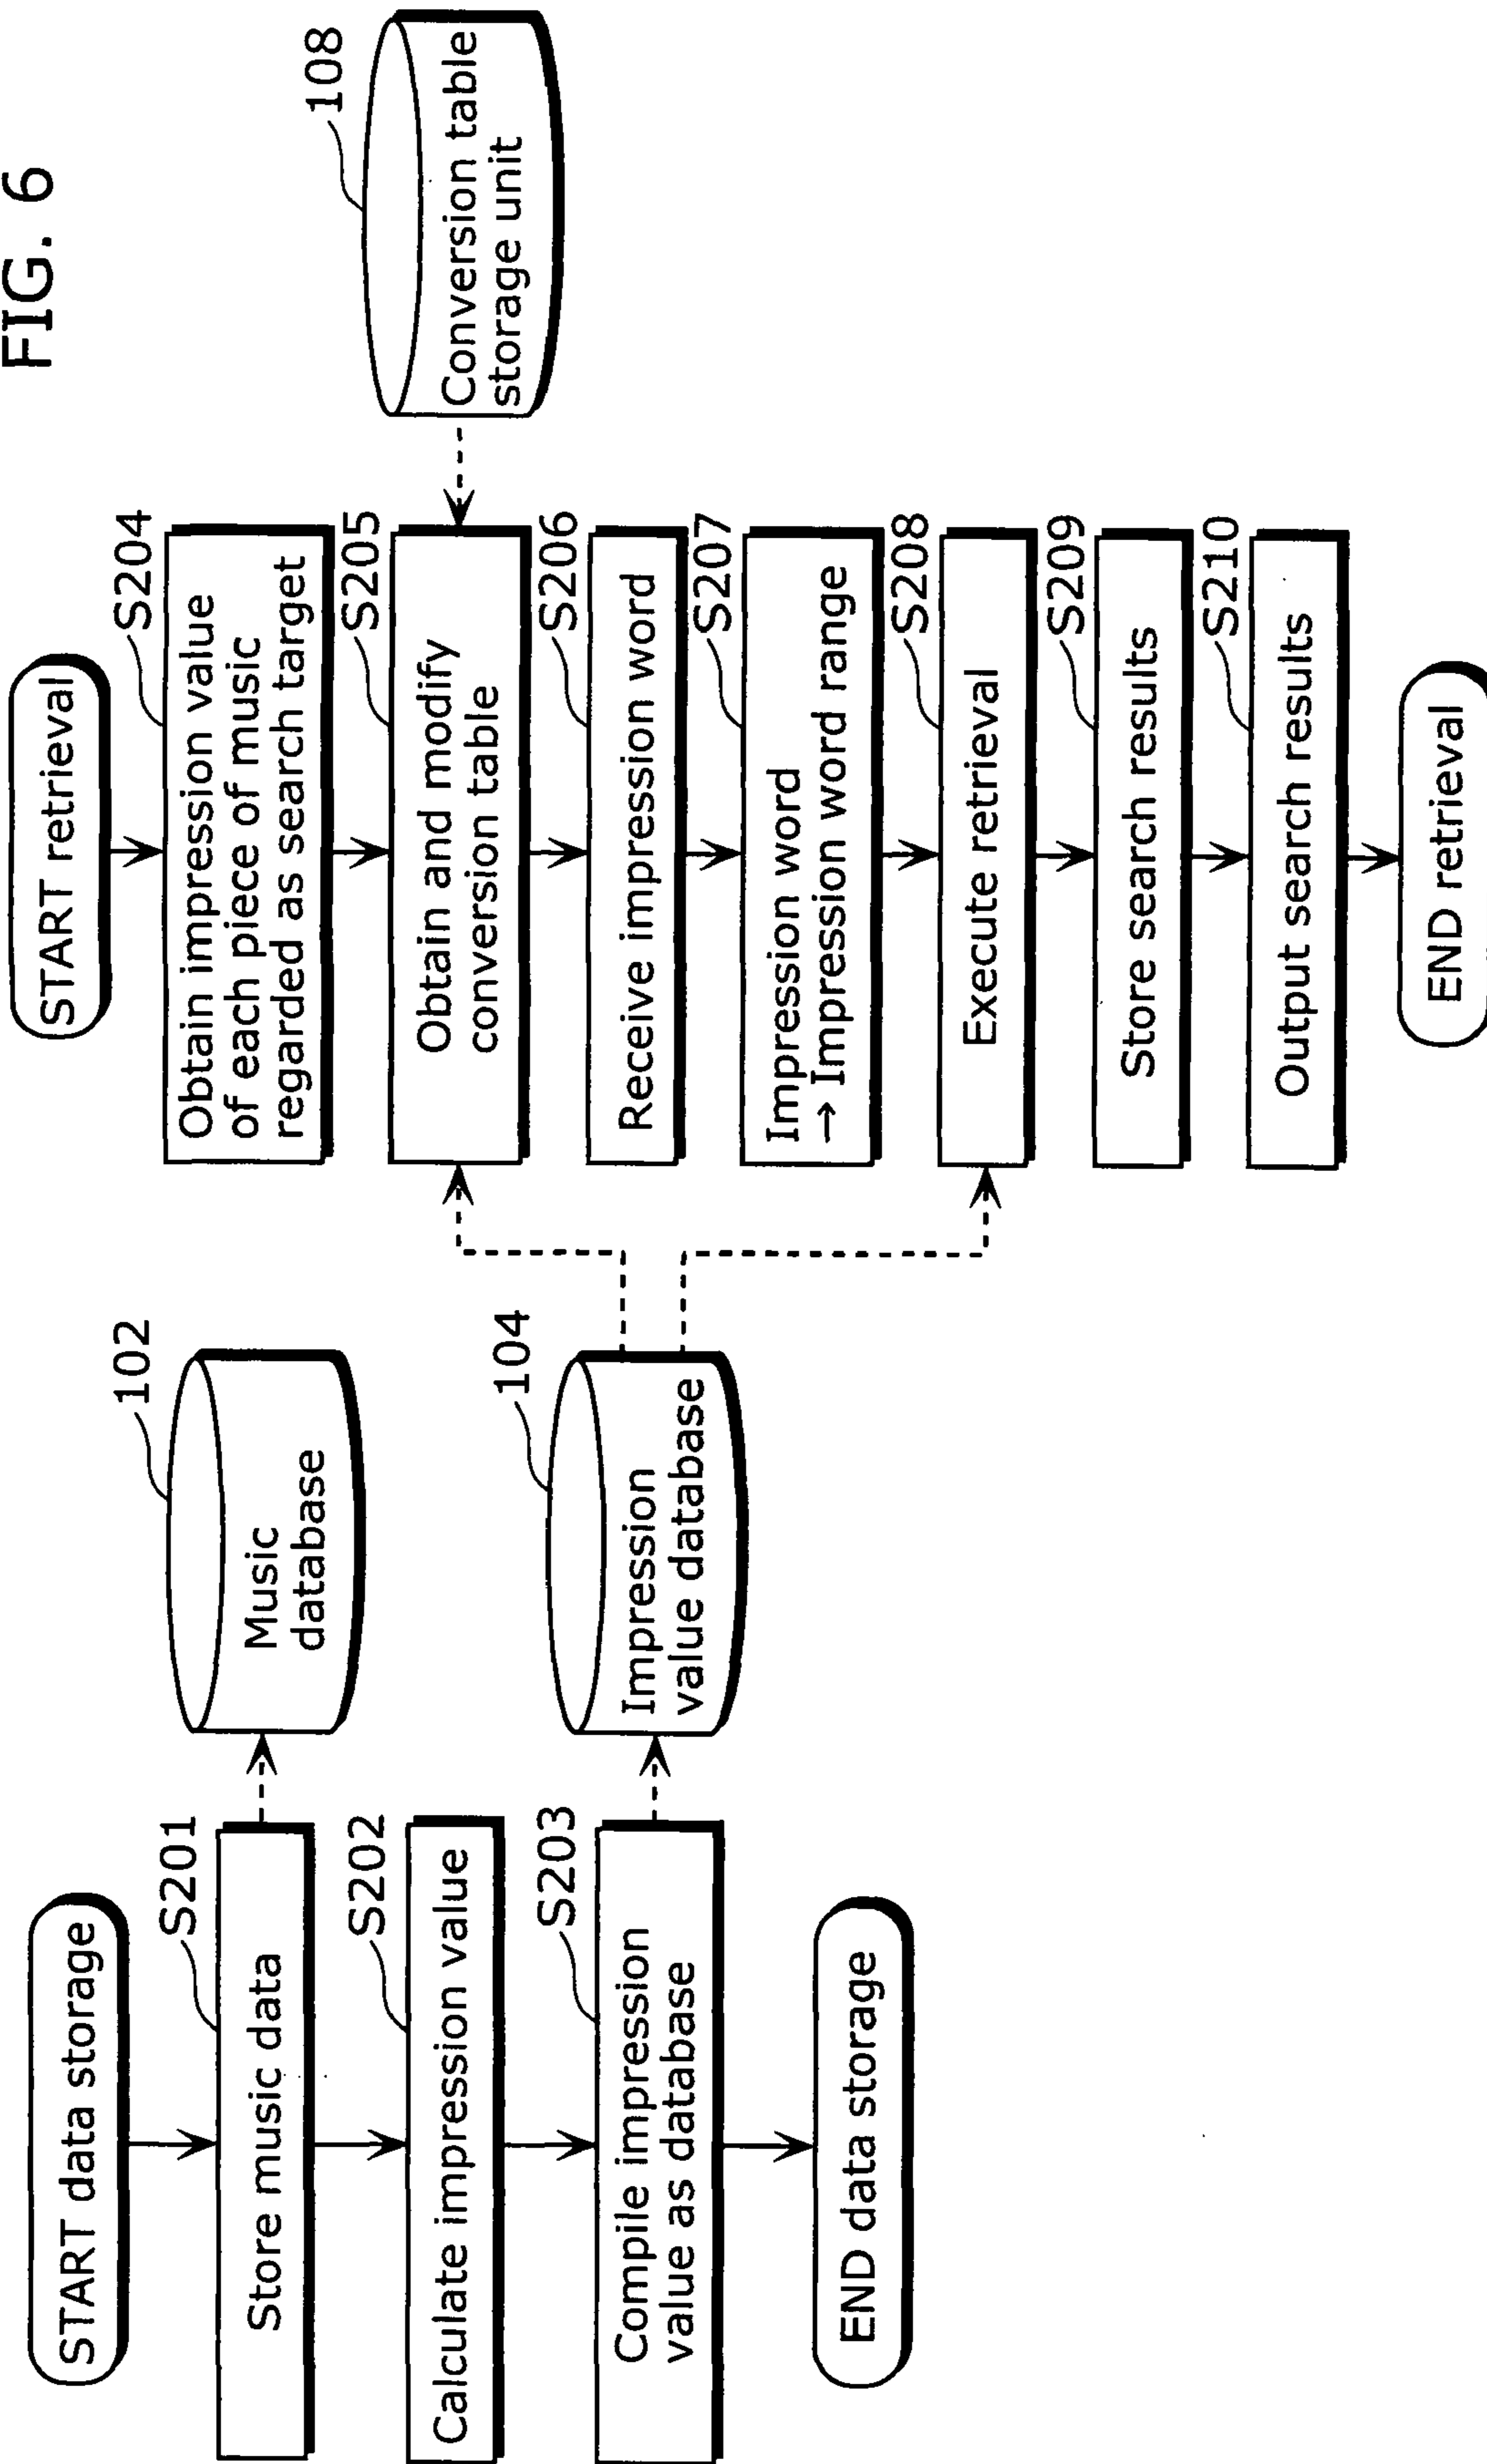 FIG. 6
START data storage
S201
Store music data
S202
Calculate impression value
S203
Compile impression
value as database
END data storage
102
Music
database
104
Impression
value database
START retrieval
S204
Obtain impression value
of each piece of music
regarded as search target
S205
Obtain and modify
conversion table
S206
Receive impression word
S207
Impression word
→ Impression word range
S208
Execute retrieval
S209
Store search results
S210
Output search results
END retrieval
108
Conversion table
storage unit